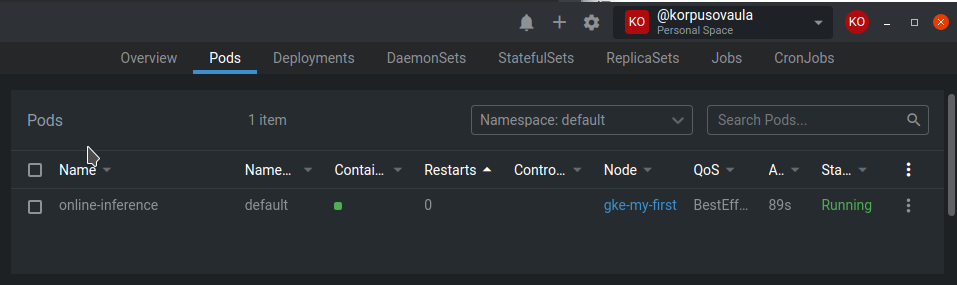 KO @korpusovaula KO
Personal Space
Overview Pods Deployments DaemonSets StatefulSets ReplicaSets Jobs CronJobs
Pods 1 item Namespace: default Search Pods...
Name Name... Contai... Restarts Contro... Node QoS A.. Sta...
online-inference default 0 gke-my-first BestEff... 89s Running